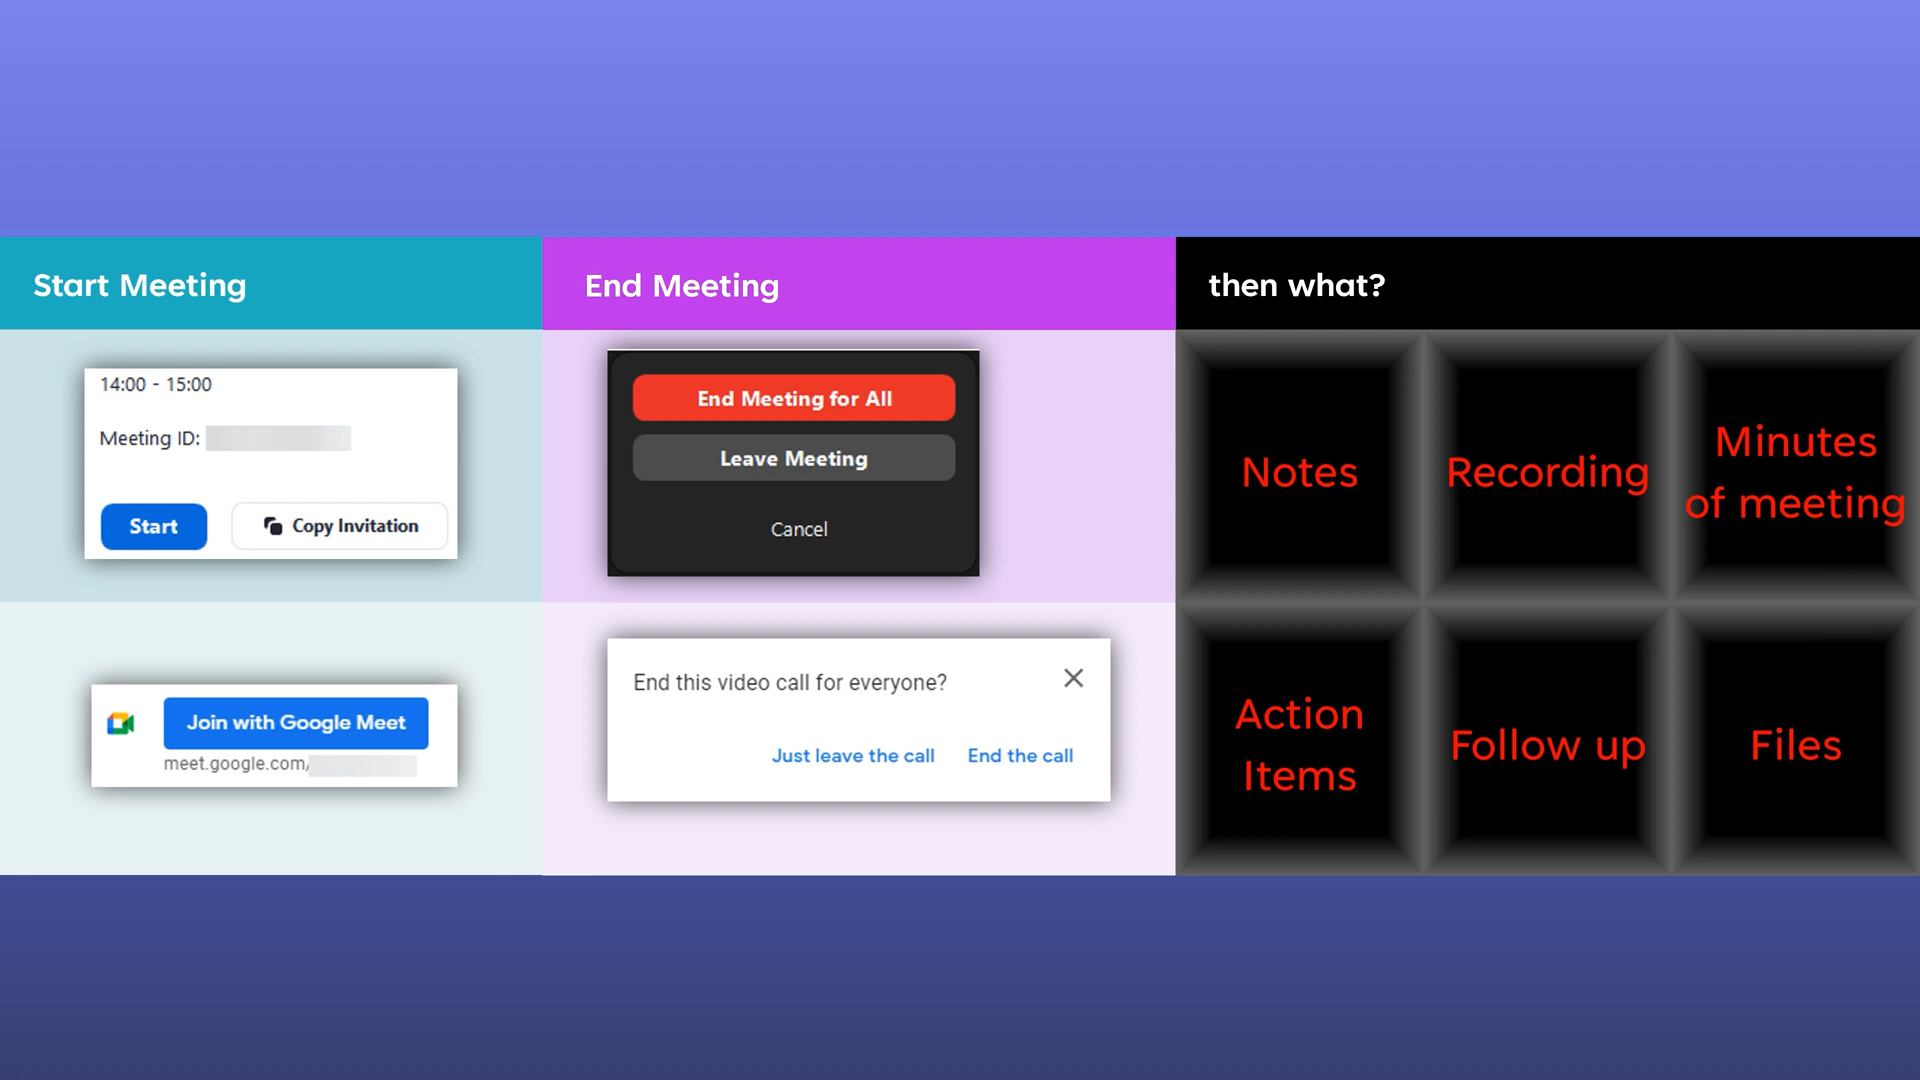 Start Meeting
End Meeting
then what?
14:00 - 15:00
Meeting ID:
Start
Copy Invitation
Join with Google Meet
meet.google.com/
End Meeting for All
Leave Meeting
Cancel
End this video call for everyone?
Just leave the call
End the call
Notes
Recording
Minutes
of meeting
Action
Items
Follow up
Files